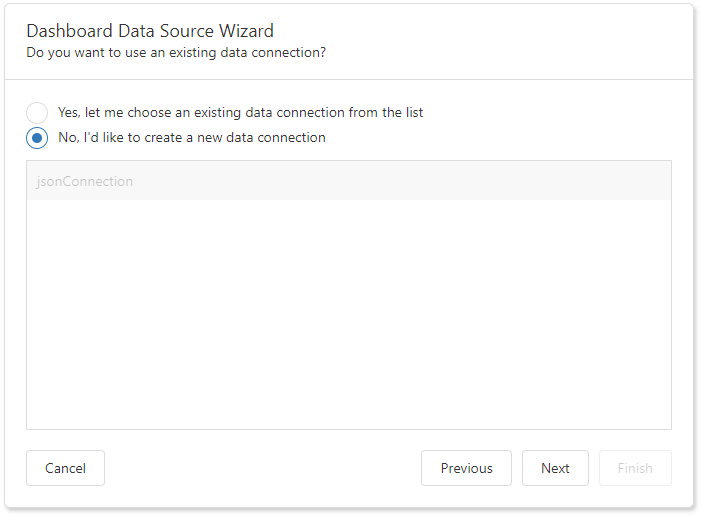 Dashboard Data Source Wizard
Do you want to use an existing data connection?
Yes, let me choose an existing data connection from the list
No, I'd like to create a new data connection
jsonConnection
Cancel Previous Next Finish